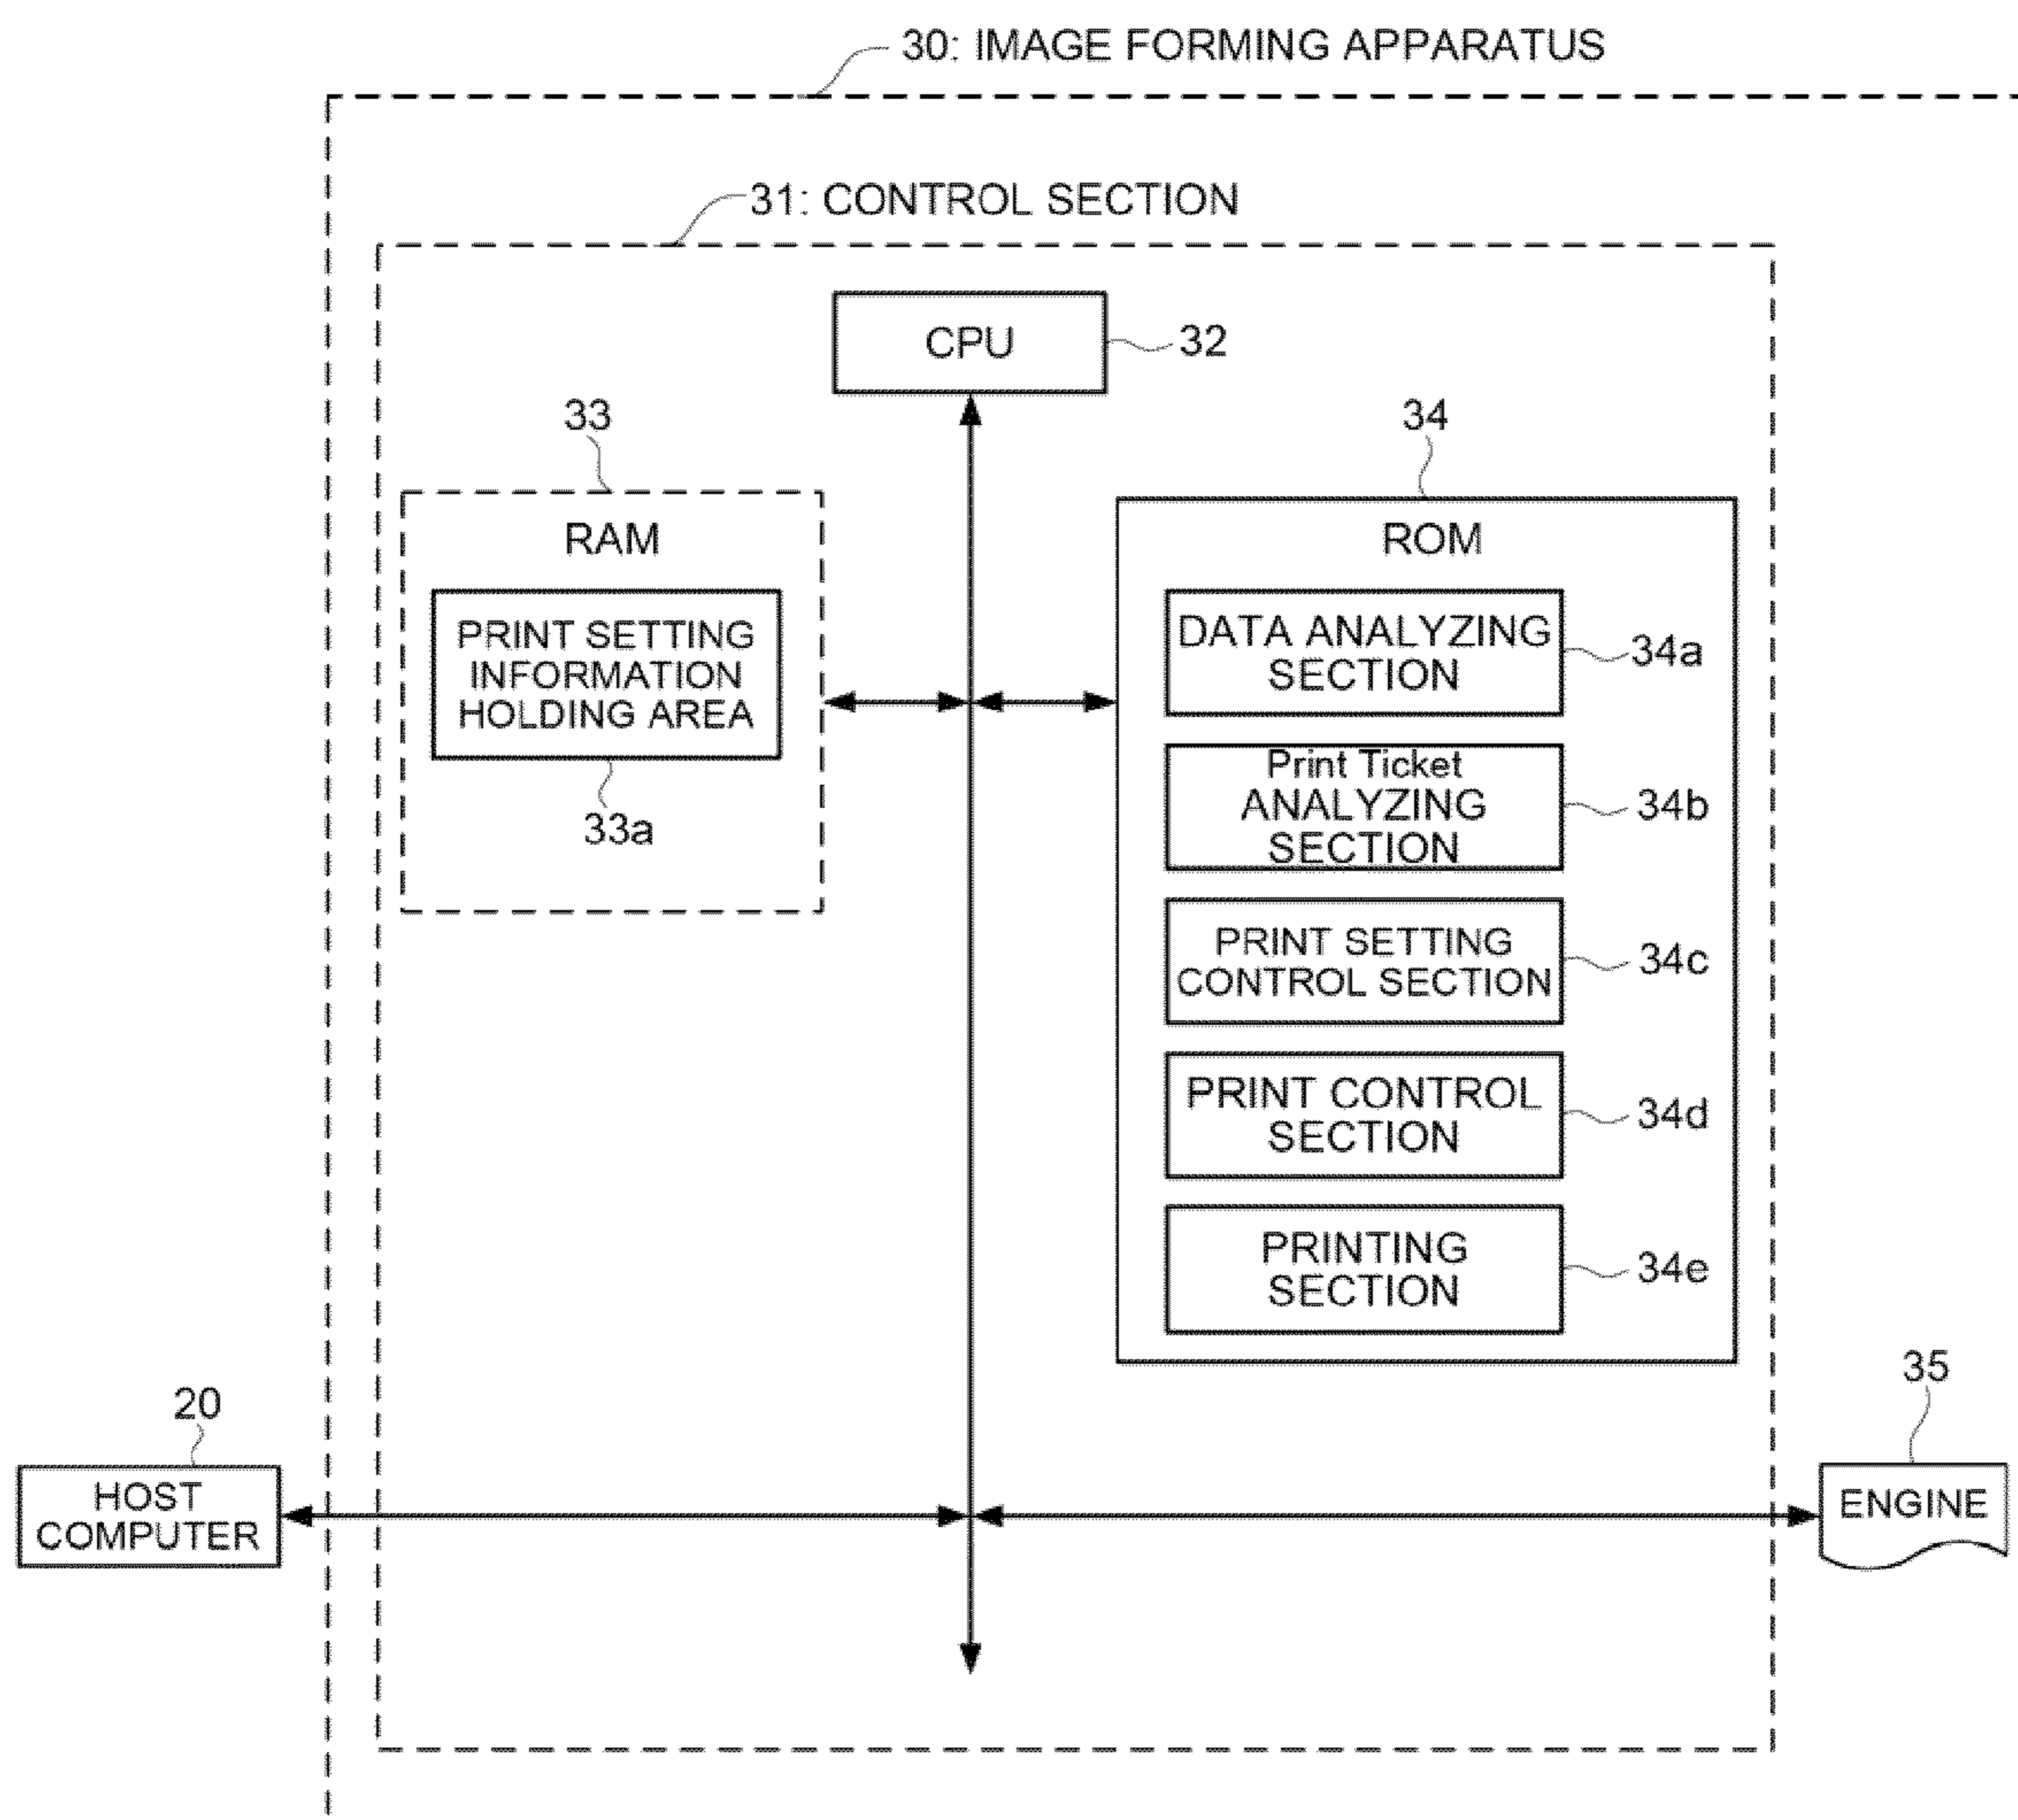 30: IMAGE FORMING APPARATUS
31: CONTROL SECTION
CPU
32
33
RAM
PRINT SETTING
INFORMATION
HOLDING AREA
33a
34
ROM
DATA ANALYZING
SECTION
34a
Print Ticket
ANALYZING
SECTION
34b
PRINT SETTING
CONTROL SECTION
34c
PRINT CONTROL
SECTION
34d
PRINTING
SECTION
34e
20
HOST
COMPUTER
35
ENGINE